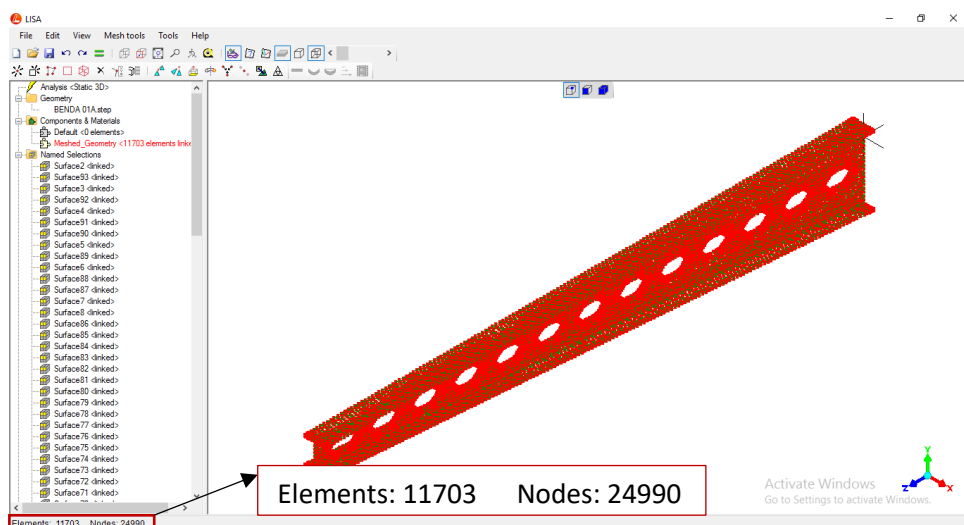 LISA
File Edit View Mesh tools Tools Help
Analysis <Static 3D>
Geometry
BENDA 01A.step
Components & Materials
Default <0 elements>
Meshed_Geometry <11703 elements linke
Named Selections
Surface2 <linked>
Surface93 <linked>
Surface3 <linked>
Surface92 <linked>
Surface4 <linked>
Surface91 <linked>
Surface90 <linked>
Surface5 <linked>
Surface89 <linked>
Surface6 <linked>
Surface88 <linked>
Surface87 <linked>
Surface7 <linked>
Surface8 <linked>
Surface86 <linked>
Surface85 <linked>
Surface84 <linked>
Surface83 <linked>
Surface82 <linked>
Surface81 <linked>
Surface80 <linked>
Surface79 <linked>
Surface78 <linked>
Surface77 <linked>
Surface76 <linked>
Surface75 <linked>
Surface74 <linked>
Surface73 <linked>
Surface72 <linked>
Surface71 <linked>
Elements: 11703 Nodes: 24990
Elements: 11703 Nodes: 24990
Activate Windows
Go to Settings to activate Windows.
Y
Z
X